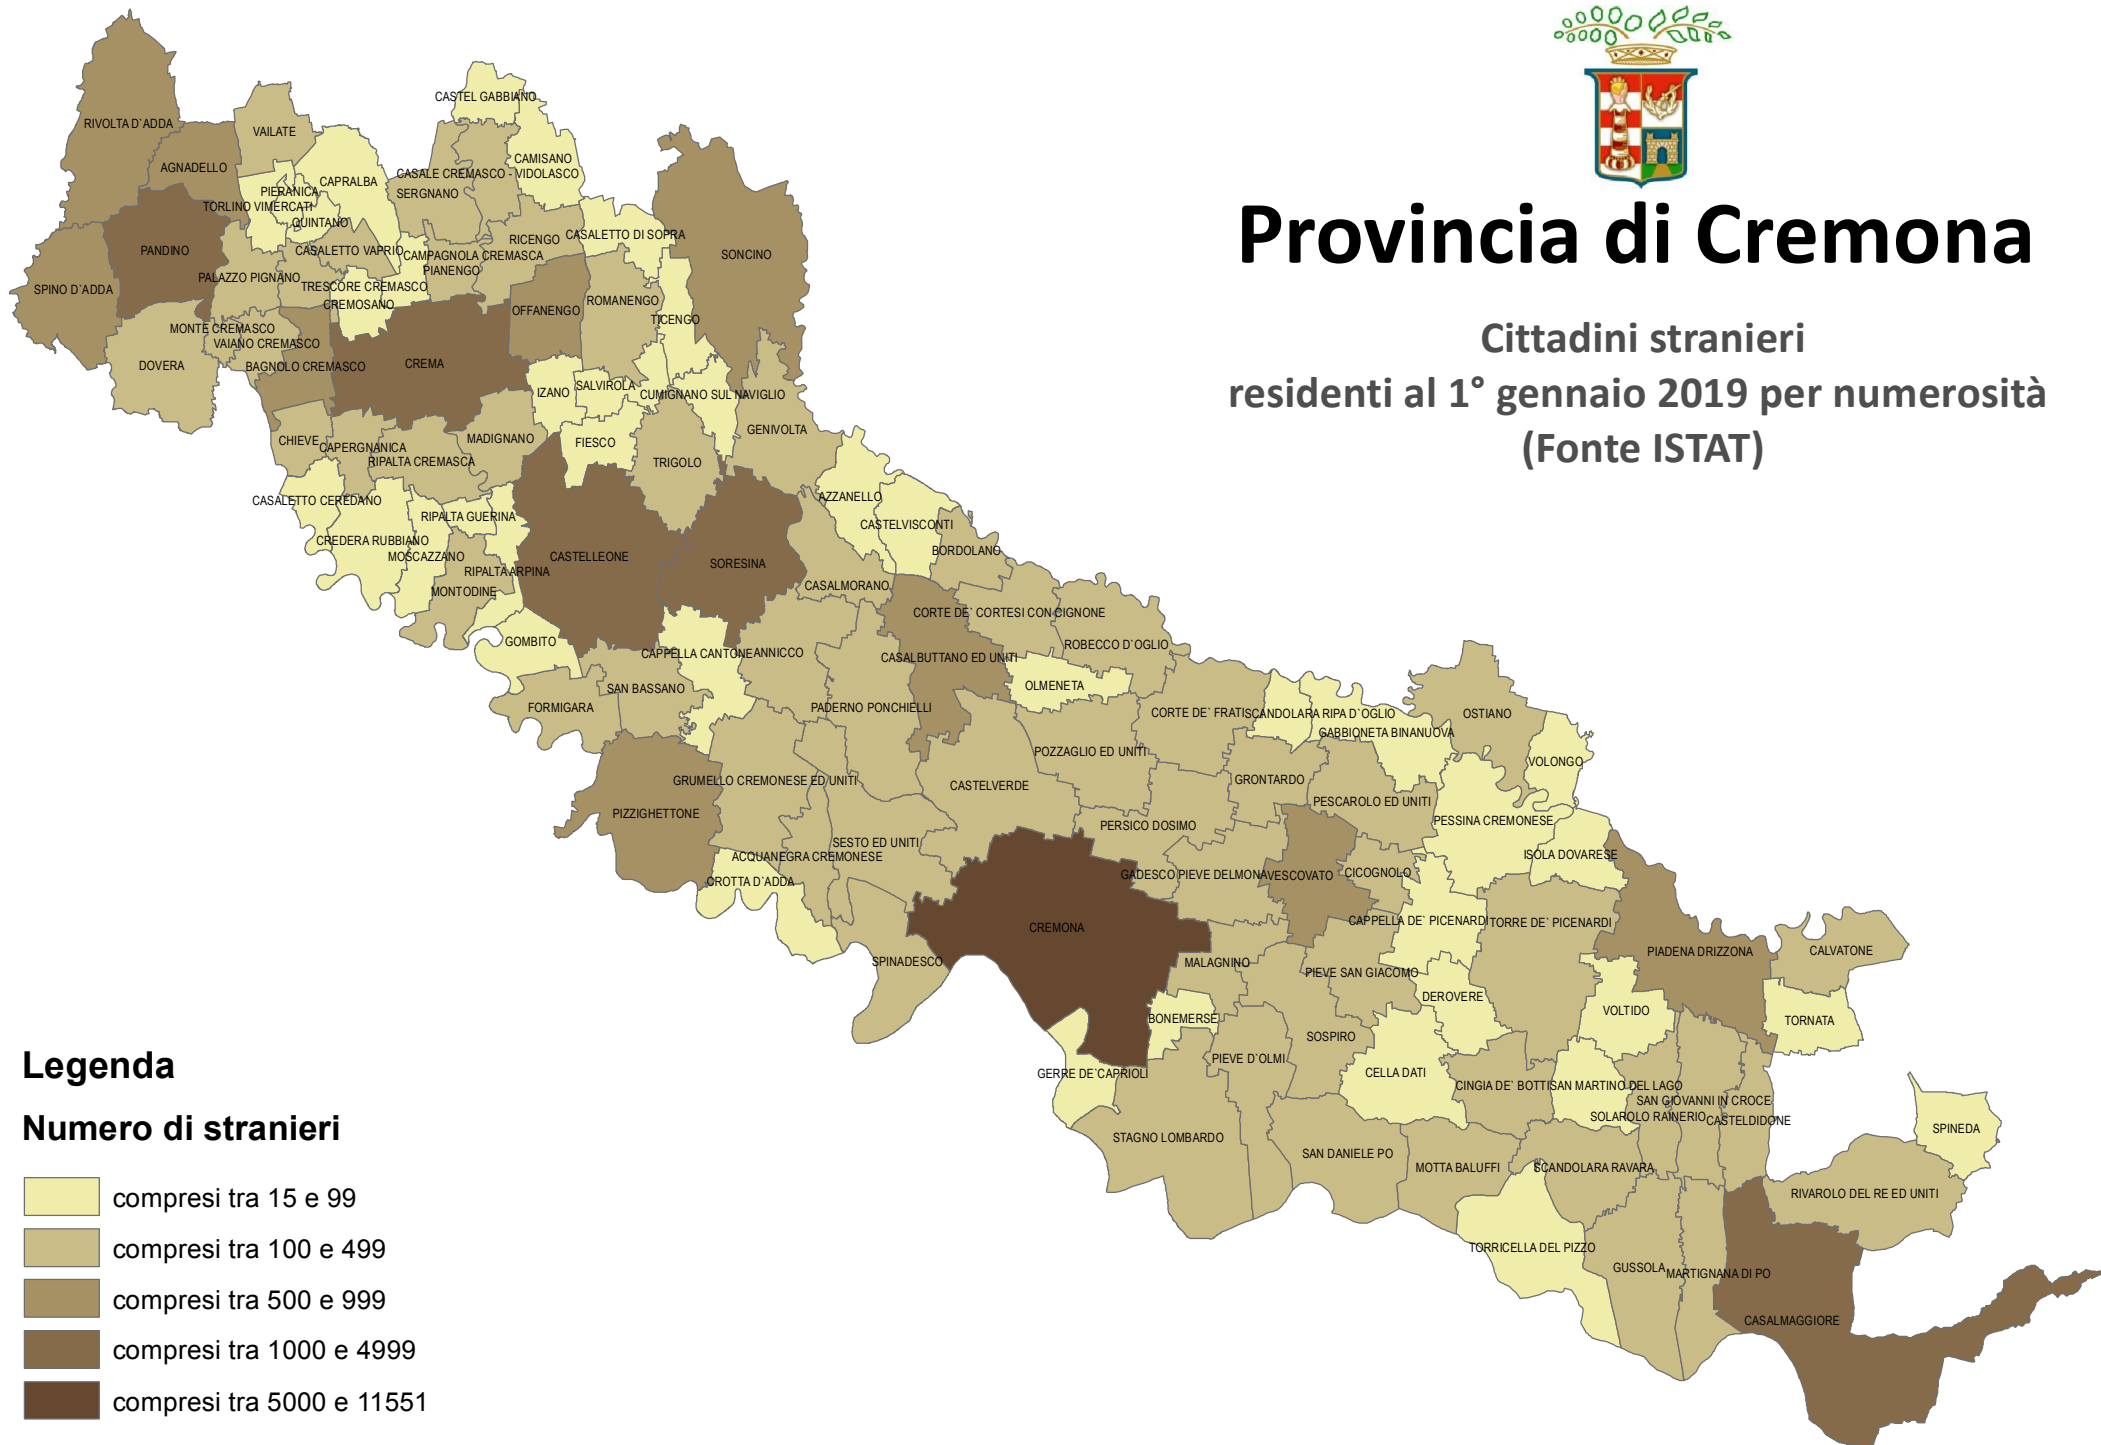 Provincia di Cremona
Cittadini stranieri
residenti al 1° gennaio 2019 per numerosità
(Fonte ISTAT)
CASTEL GABBIANO
RIVOLTA D`ADDA
VAILATE
AGNADELLO
CAMISANO
CASALE CREMASCO - VIDOLASCO
CAPRALBA
PIERANICA
SERGNANO
TORLINO VIMERCATI
QUINTANO
RICENGO
CASALETTO DI SOPRA
PANDINO
CASALETTO VAPRIO
CAMPAGNOLA CREMASCA
SONCINO
PIANENGO
PALAZZO PIGNANO
SPINO D`ADDA
TRESCORE CREMASCO
CREMOSANO
ROMANENGO
OFFANENGO
TICENGO
MONTE CREMASCO
VAIANO CREMASCO
DOVERA
BAGNOLO CREMASCO
CREMA
IZANO
SALVIROLA
CUMIGNANO SUL NAVIGLIO
GENIVOLTA
CHIEVE
CAPERGNANICA
MADIGNANO
FIESCO
RIPALTA CREMASCA
TRIGOLO
CASALETTO CEREDANO
AZZANELLO
RIPALTA GUERINA
CASTELVISCONTI
CREDERA RUBBIANO
MOSCAZZANO
CASTELLEONE
BORDOLANO
SORESINA
RIPALTA ARPINA
MONTODINE
CASALMORANO
CORTE DE` CORTESI CON CIGNONE
GOMBITO
CAPPELLA CANTONE
ANNICCO
CASALBUTTANO ED UNITI
ROBECCO D`OGLIO
SAN BASSANO
OLMENETA
FORMIGARA
PADERNO PONCHIELLI
CORTE DE` FRATI
SCANDOLARA RIPA D`OGLIO
OSTIANO
GABBIONETA BINANUOVA
POZZAGLIO ED UNITI
VOLONGO
GRUMELLO CREMONESE ED UNITI
CASTELVERDE
GRONTARDO
PESCAROLO ED UNITI
PIZZIGHETTONE
PERSICO DOSIMO
PESSINA CREMONESE
SESTO ED UNITI
ACQUANEGRA CREMONESE
ISOLA DOVARESE
CROTTA D`ADDA
GADESCO PIEVE DELMONA
VESCOVATO
CICOGNOLO
CREMONA
CAPPELLA DE` PICENARDI
TORRE DE` PICENARDI
SPINADESCO
MALAGNINO
PIEVE SAN GIACOMO
PIADENA DRIZZONA
CALVATONE
DEROVERE
BONEMERSE
VOLTIDO
TORNATA
SOSPIRO
PIEVE D`OLMI
GERRE DE`CAPRIOLI
CELLA DATI
CINGIA DE` BOTTI
SAN MARTINO DEL LAGO
SAN GIOVANNI IN CROCE
SOLAROLO RAINERIO
CASTELDIDONE
STAGNO LOMBARDO
SPINEDA
SAN DANIELE PO
MOTTA BALUFFI
SCANDOLARA RAVARA
RIVAROLO DEL RE ED UNITI
TORRICELLA DEL PIZZO
GUSSOLA
MARTIGNANA DI PO
CASALMAGGIORE
Legenda
Numero di stranieri
compresi tra 15 e 99
compresi tra 100 e 499
compresi tra 500 e 999
compresi tra 1000 e 4999
compresi tra 5000 e 11551